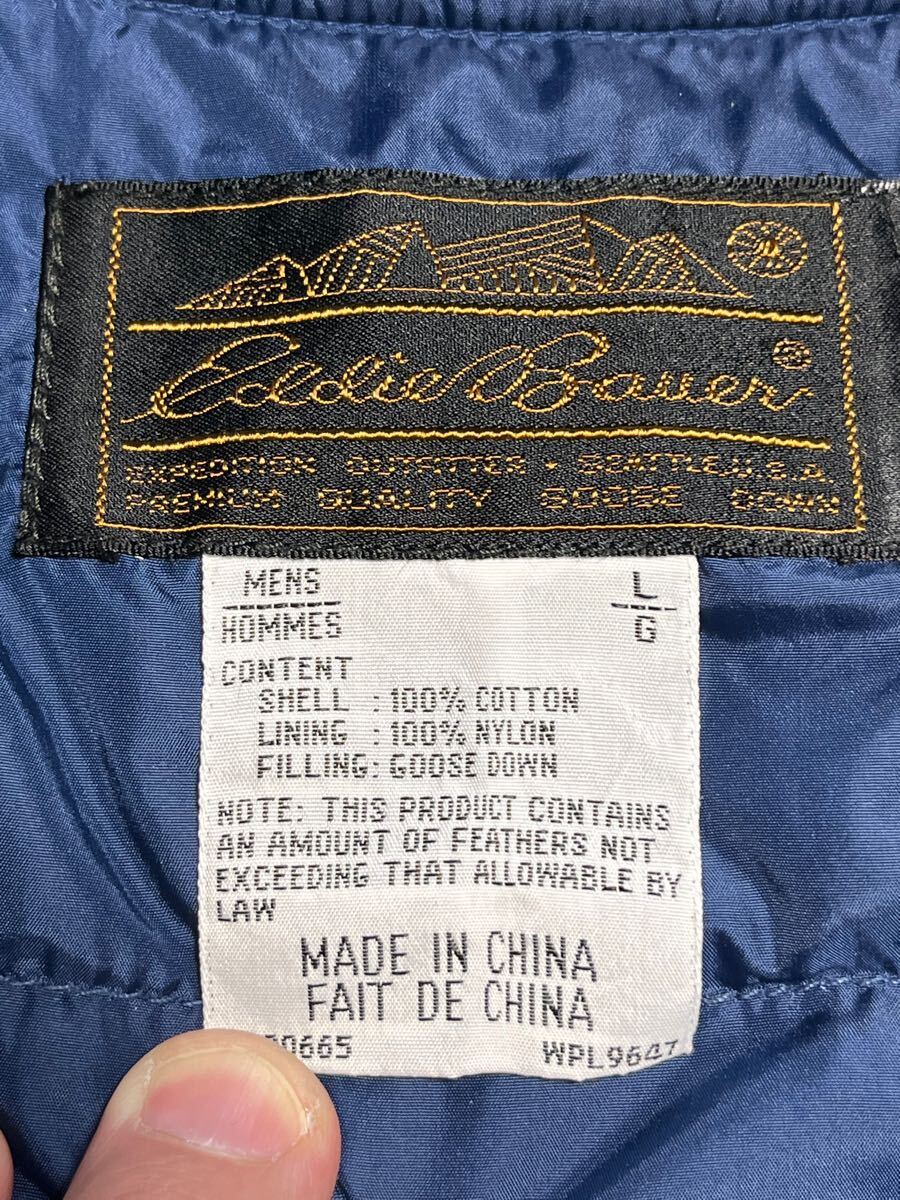 Eddie Bauer®
EXPEDITION OUTFITTER • SEATTLE U.S.A.
PREMIUM QUALITY GOOSE DOWN
MENS L
HOMMES G
CONTENT
SHELL : 100% COTTON
LINING : 100% NYLON
FILLING: GOOSE DOWN
NOTE: THIS PRODUCT CONTAINS
AN AMOUNT OF FEATHERS NOT
EXCEEDING THAT ALLOWABLE BY
LAW
MADE IN CHINA
FAIT DE CHINA